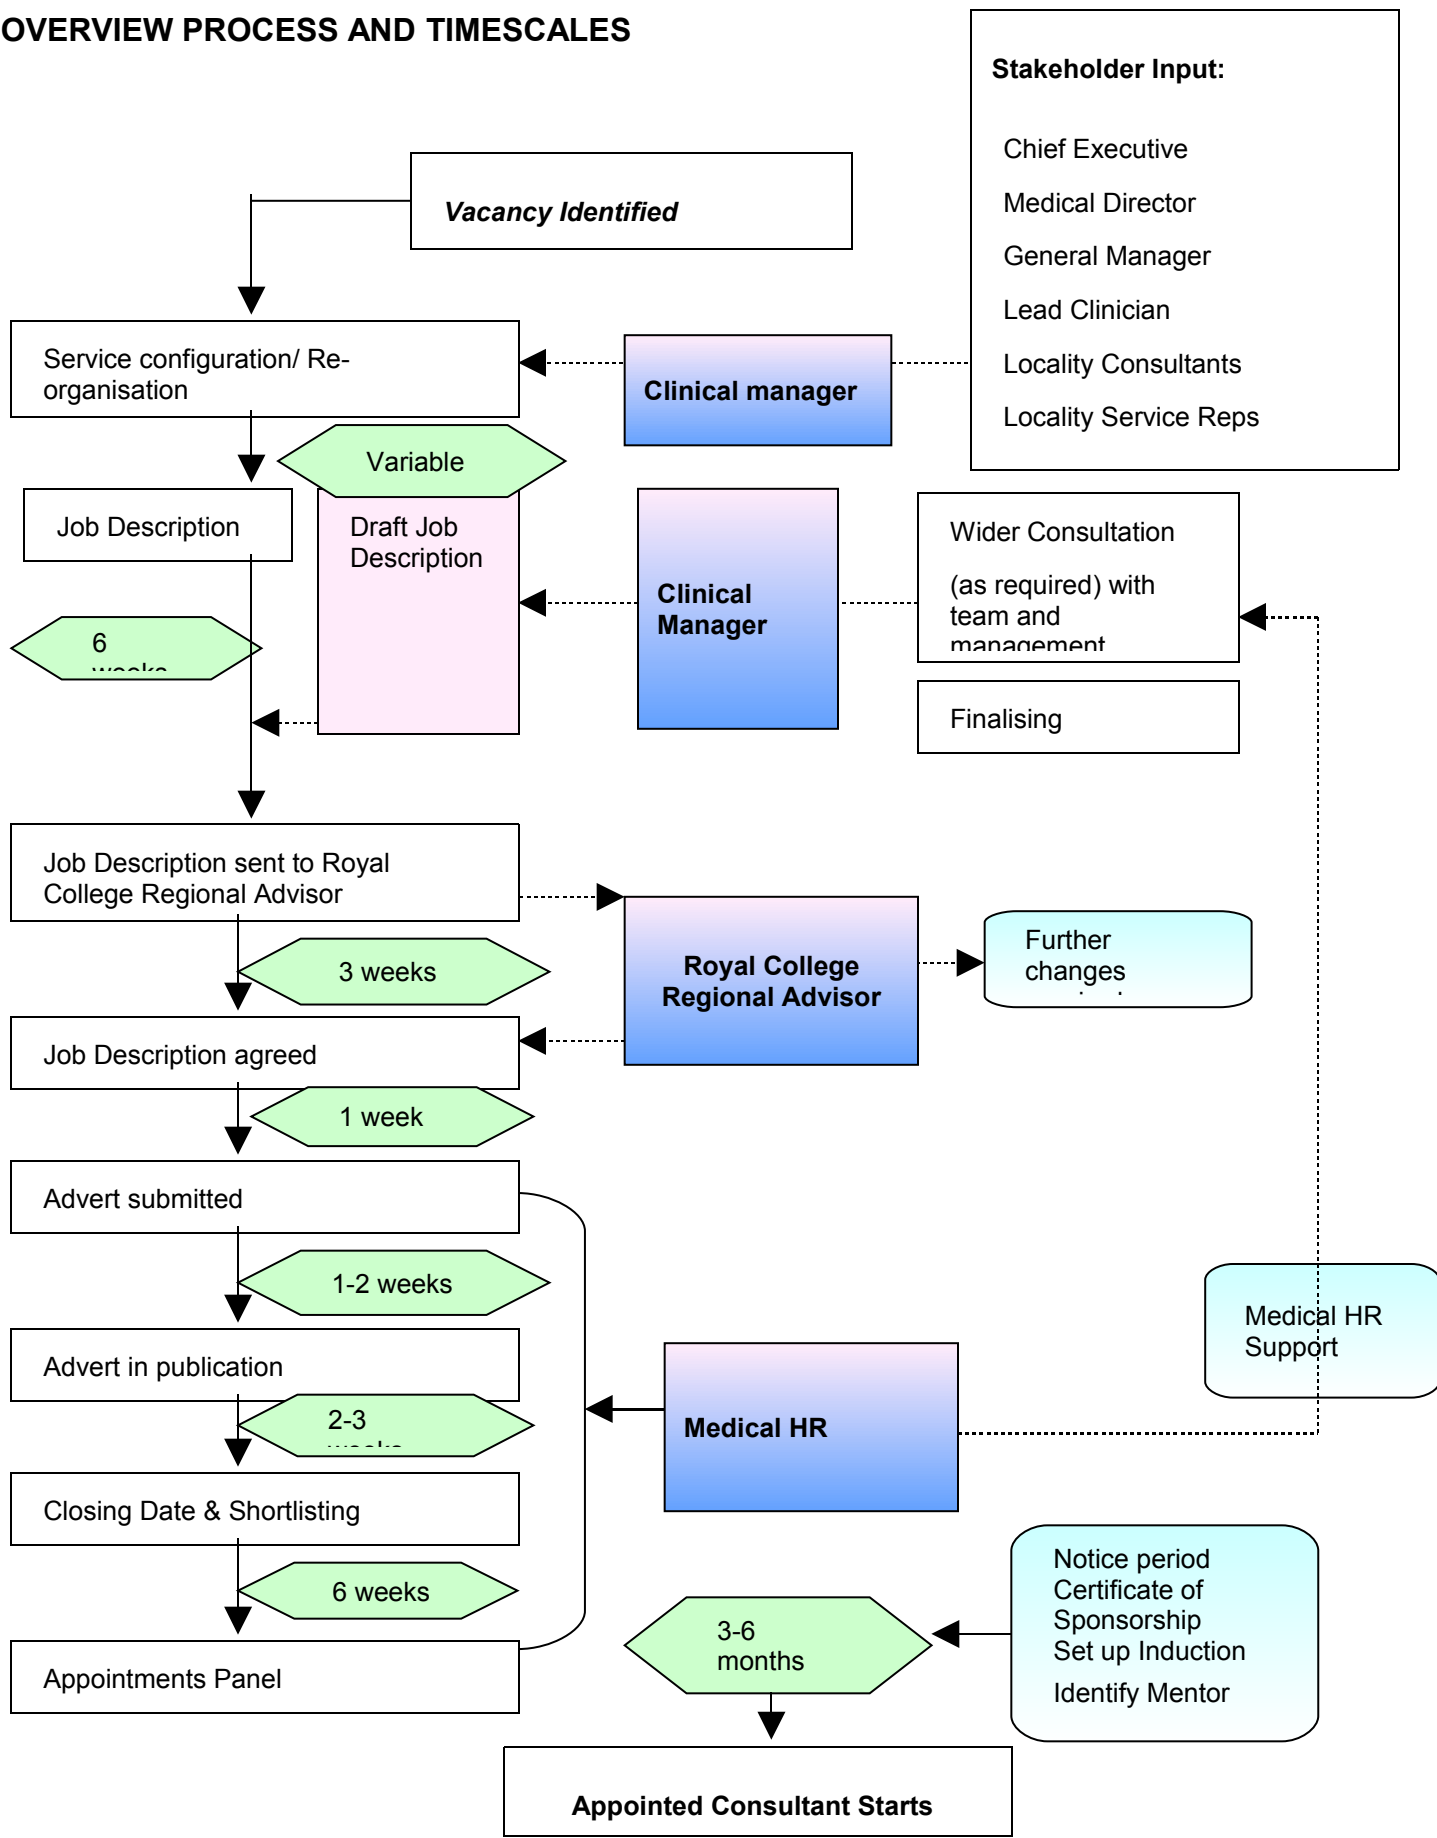 OVERVIEW PROCESS AND TIMESCALES
Stakeholder Input:
Chief Executive
Medical Director
General Manager
Lead Clinician
Locality Consultants
Locality Service Reps
Vacancy Identified
Service configuration/ Re-
organisation
Clinical manager
Variable
Job Description
Draft Job
Description
Clinical
Manager
Wider Consultation
(as required) with
team and
management
6
weeks
Finalising
Job Description sent to Royal
College Regional Advisor
3 weeks
Royal College
Regional Advisor
Further
changes
Job Description agreed
1 week
Advert submitted
1-2 weeks
Medical HR
Support
Advert in publication
2-3
weeks
Medical HR
Closing Date & Shortlisting
6 weeks
Notice period
Certificate of
Sponsorship
Set up Induction
Identify Mentor
3-6
months
Appointments Panel
Appointed Consultant Starts